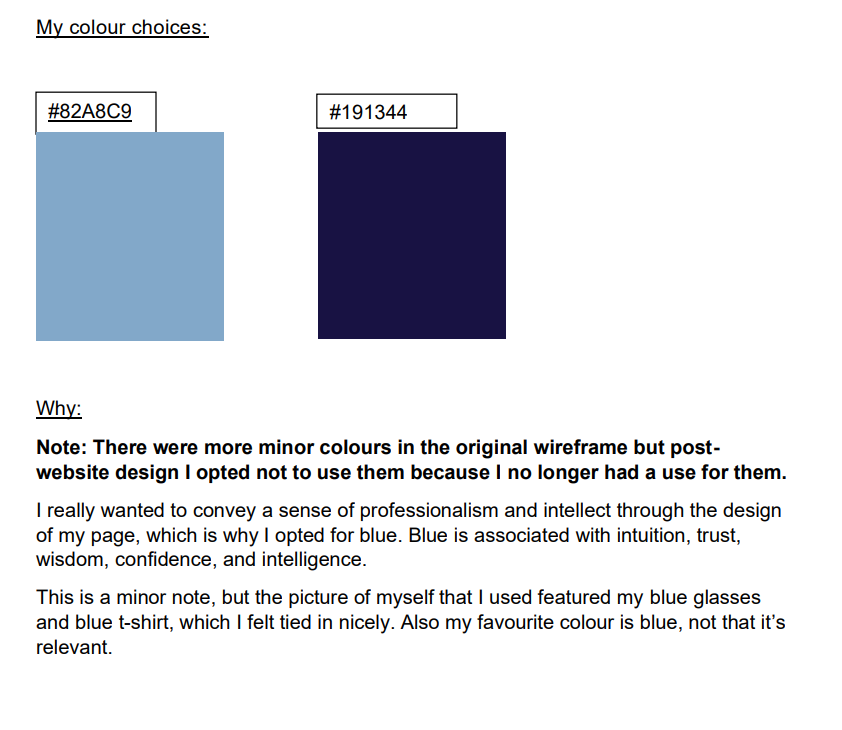 My colour choices:
#82A8C9
#191344
Why:
Note: There were more minor colours in the original wireframe but post-
website design I opted not to use them because I no longer had a use for them.
I really wanted to convey a sense of professionalism and intellect through the design
of my page, which is why I opted for blue. Blue is associated with intuition, trust,
wisdom, confidence, and intelligence.
This is a minor note, but the picture of myself that I used featured my blue glasses
and blue t-shirt, which I felt tied in nicely. Also my favourite colour is blue, not that it’s
relevant.